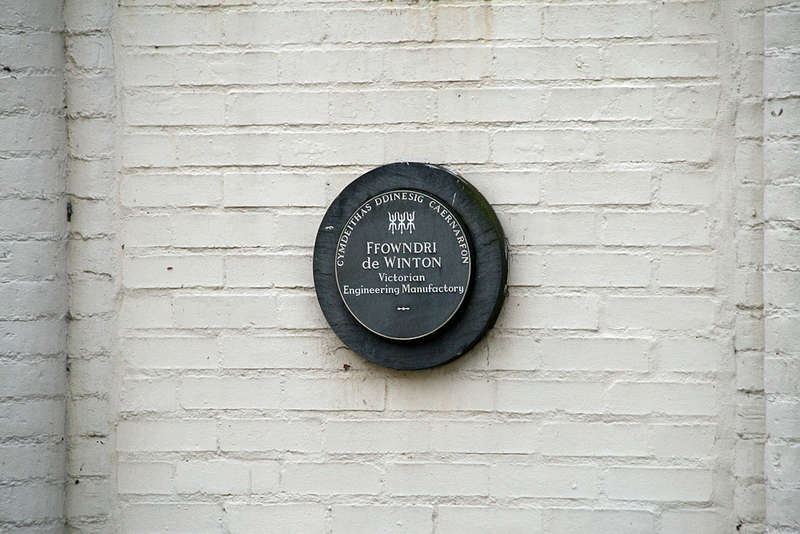 CYMDEITHAS DDINESIG CAERNARFON
FFOWNDRI
de WINTON
Victorian
Engineering Manufactory